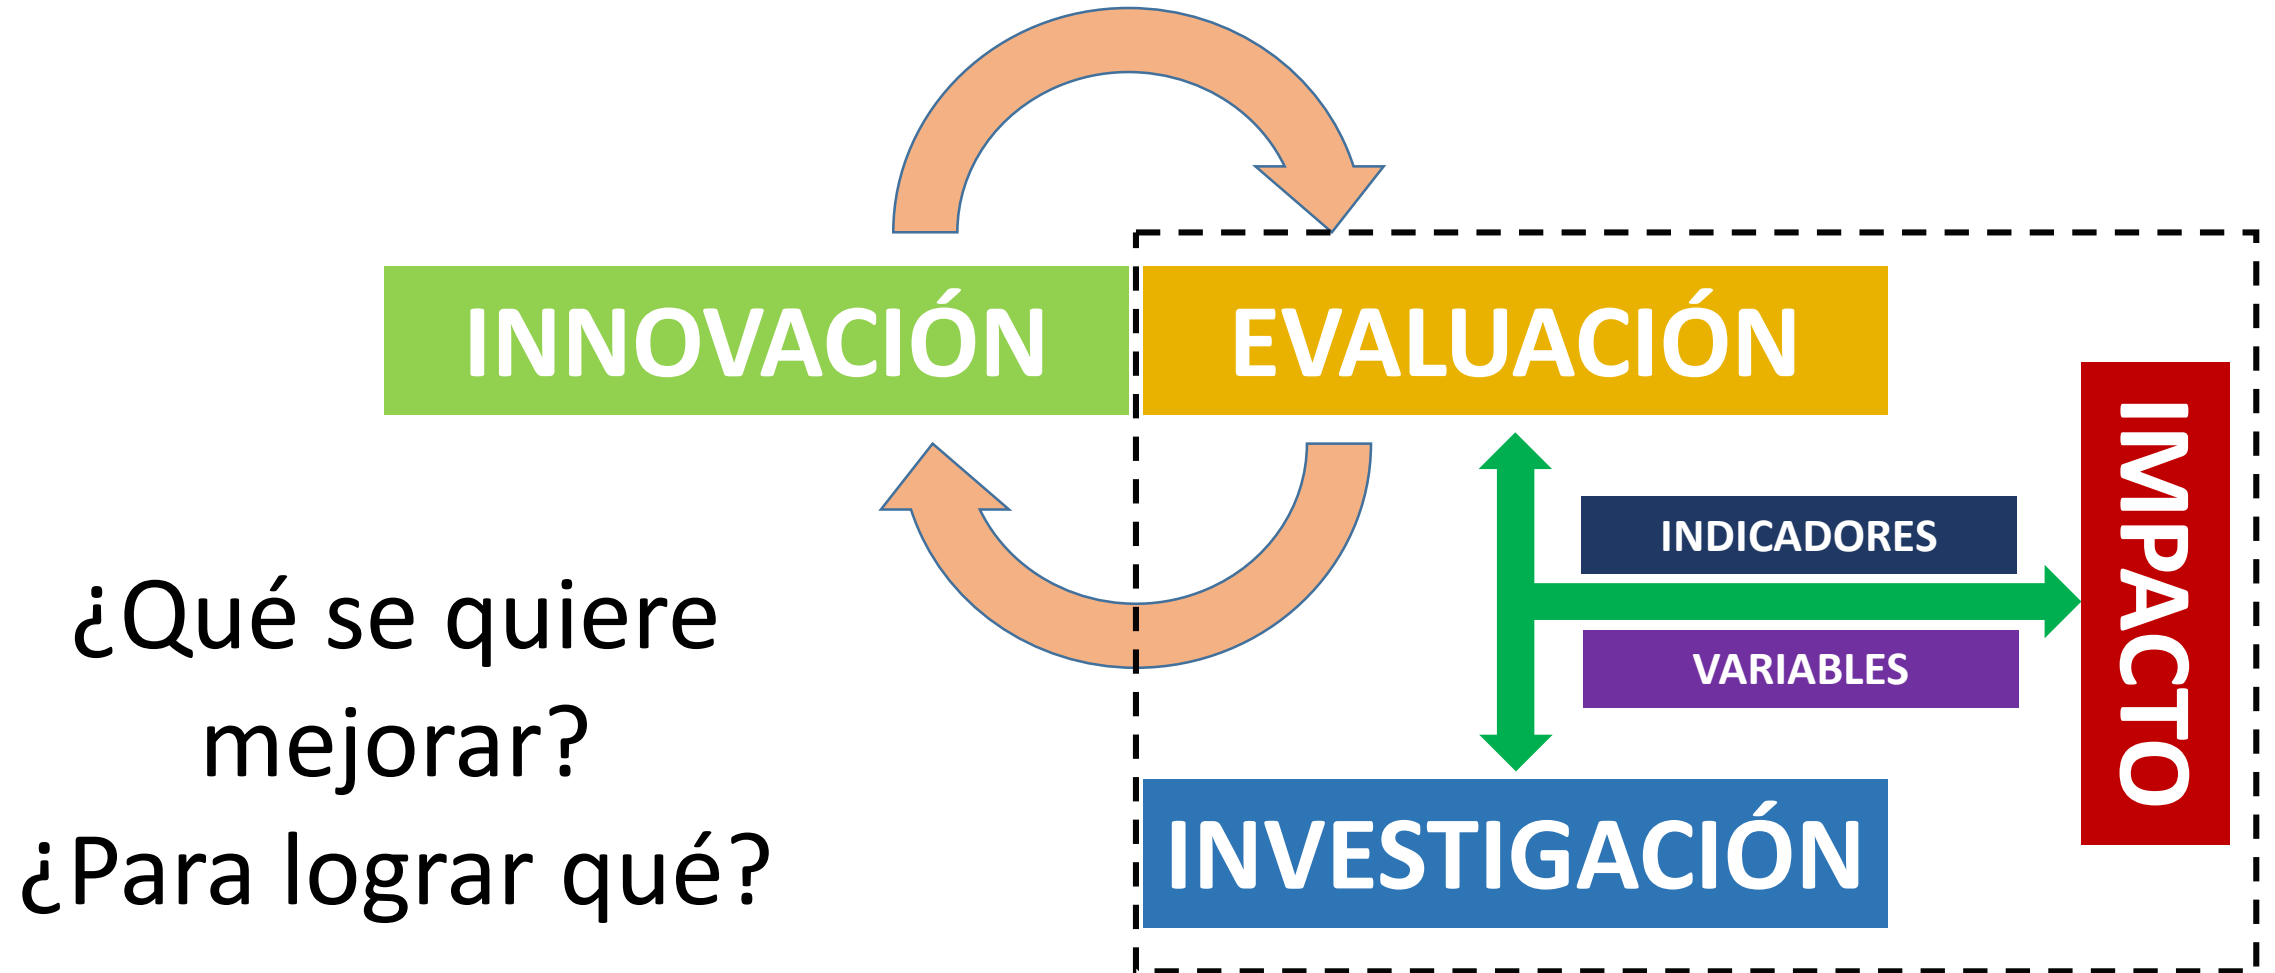 INNOVACIÓN
EVALUACIÓN
INDICADORES
VARIABLES
IMPACTO
INVESTIGACIÓN
¿Qué se quiere
mejorar?
¿Para lograr qué?